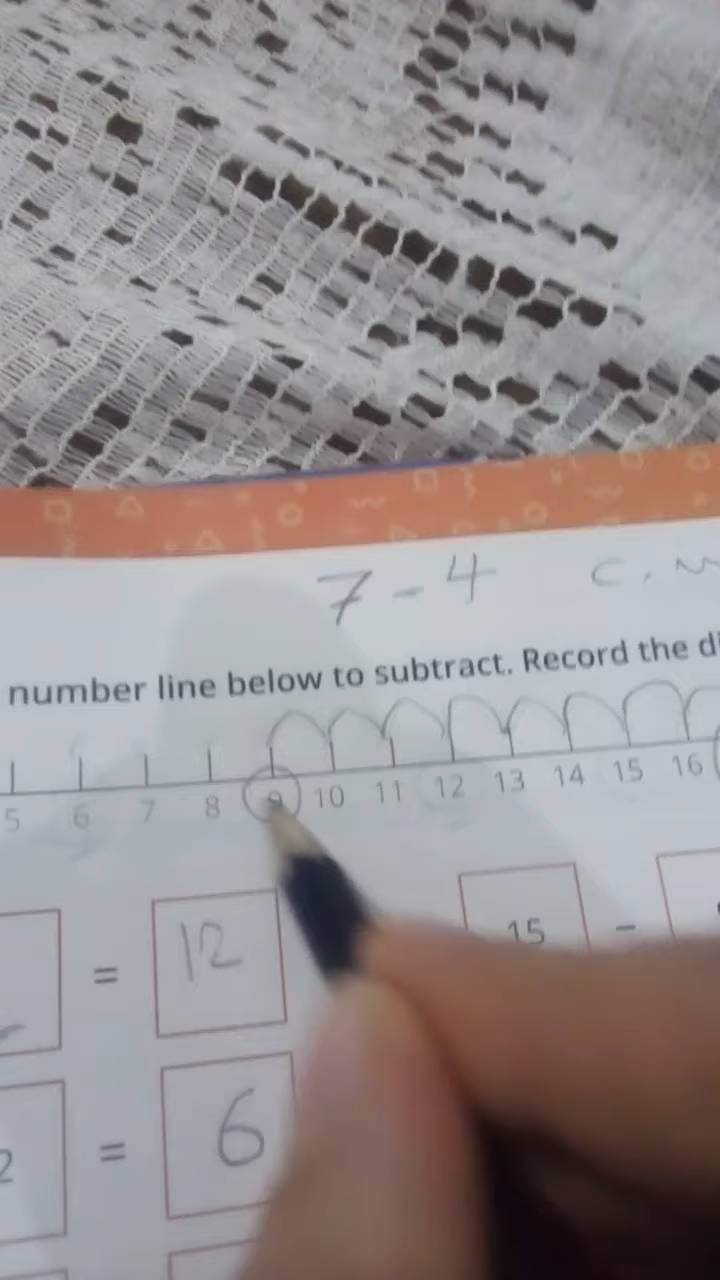 7 - 4 C.
number line below to subtract. Record the
5 6 7 8 9 10 11 12 13 14 15 16
= 12 15 -
2 = 6